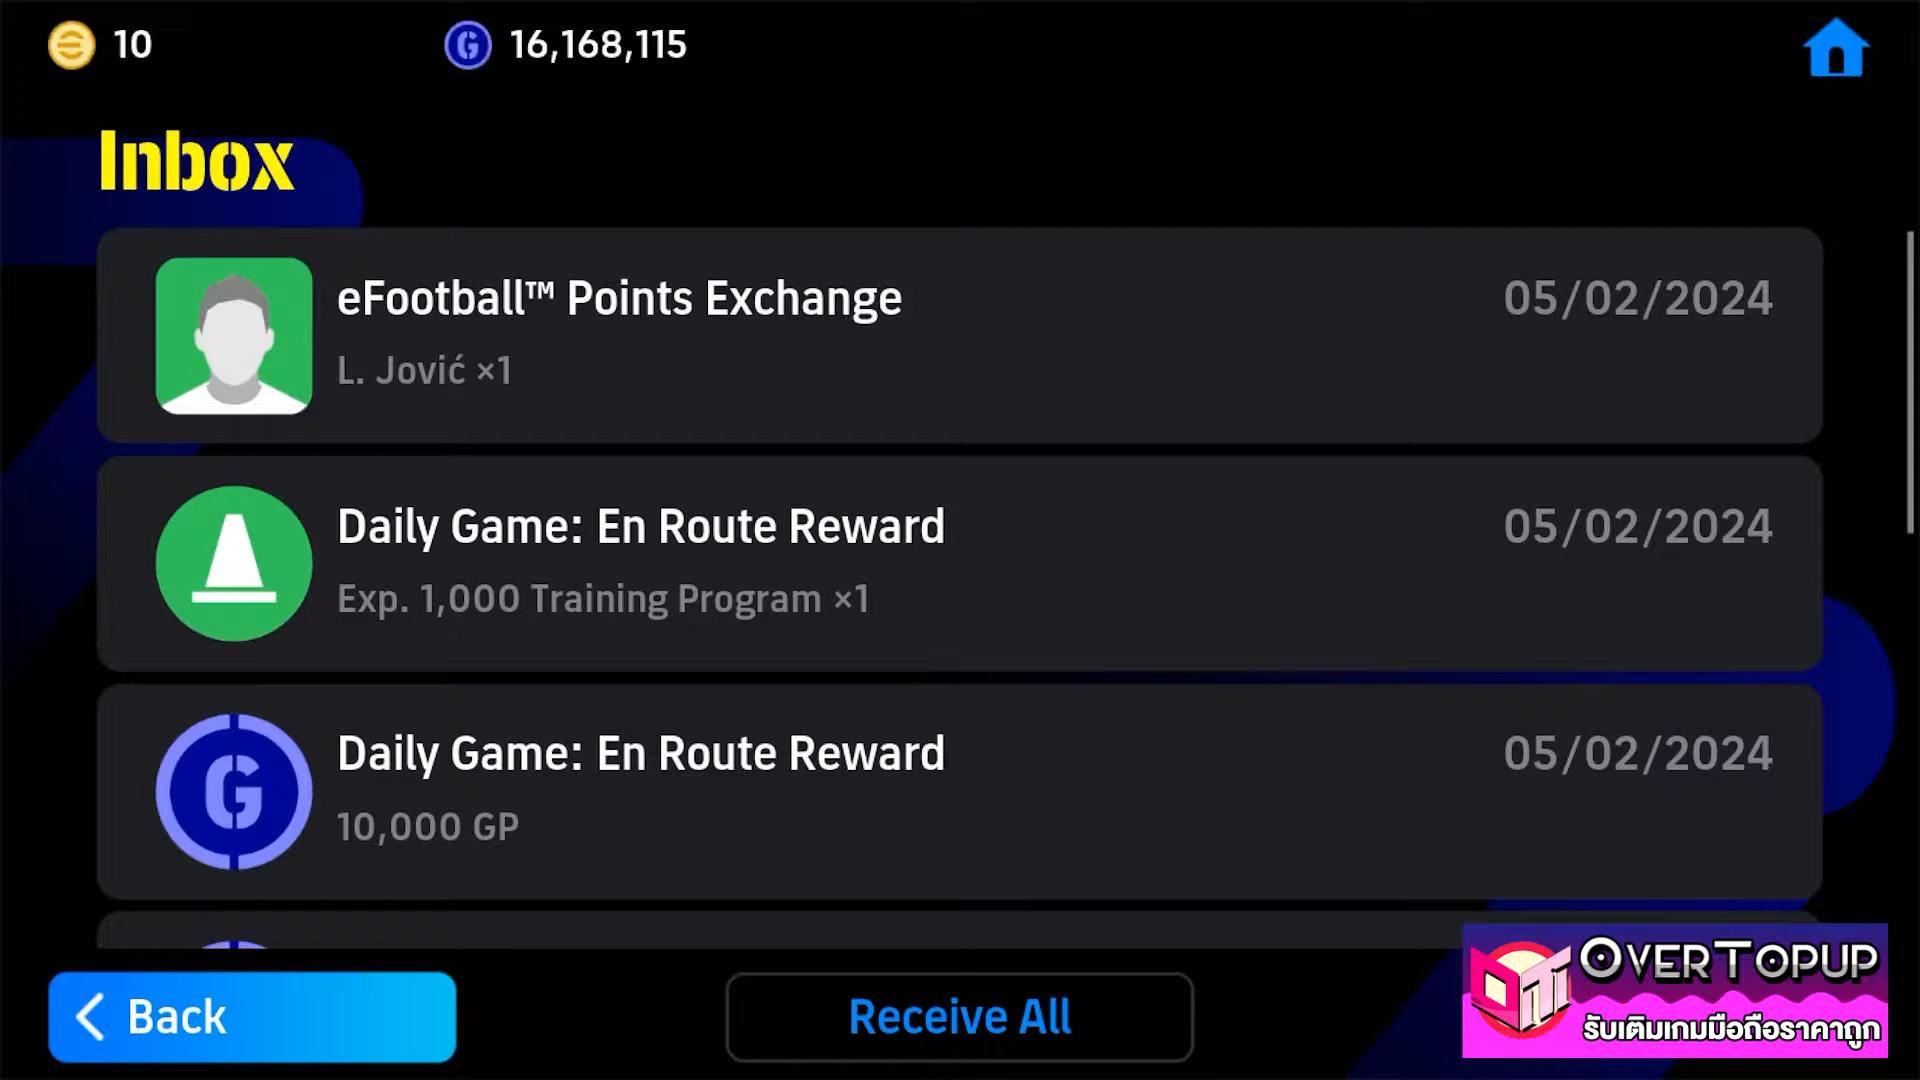 10
16,168,115
Inbox
eFootball™ Points Exchange
05/02/2024
L. Jović ×1
Daily Game: En Route Reward
05/02/2024
Exp. 1,000 Training Program ×1
Daily Game: En Route Reward
05/02/2024
10,000 GP
Back
Receive All
OVERTOPUP
รับเติมเกมมือถือราคาถูก